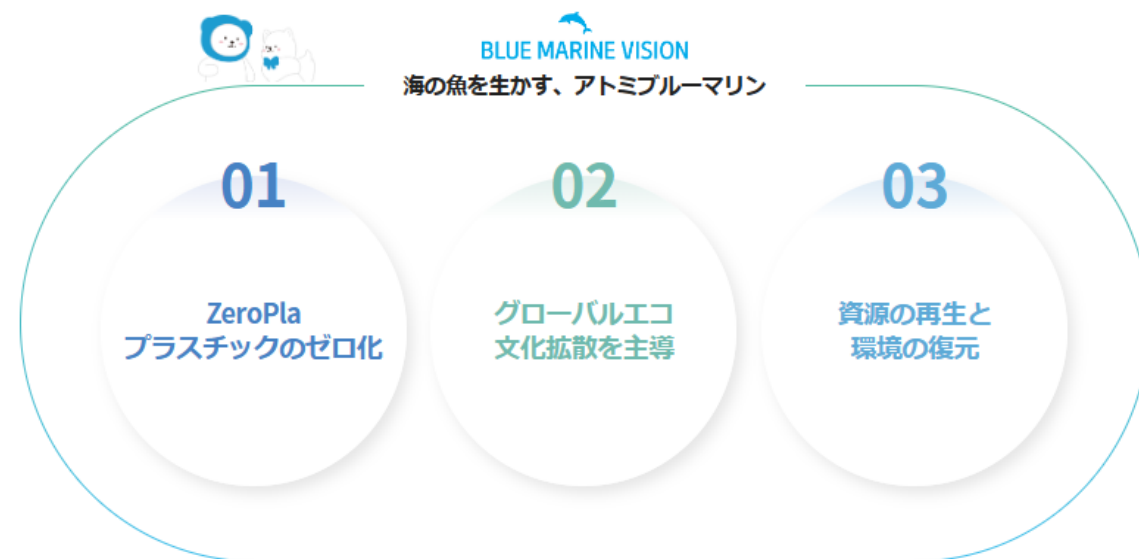 BLUE MARINE VISION
海の魚を生かす、アトミブルーマリン
01
ZeroPla
プラスチックのゼロ化
02
グローバルエコ
文化拡散を主導
03
資源の再生と
環境の復元